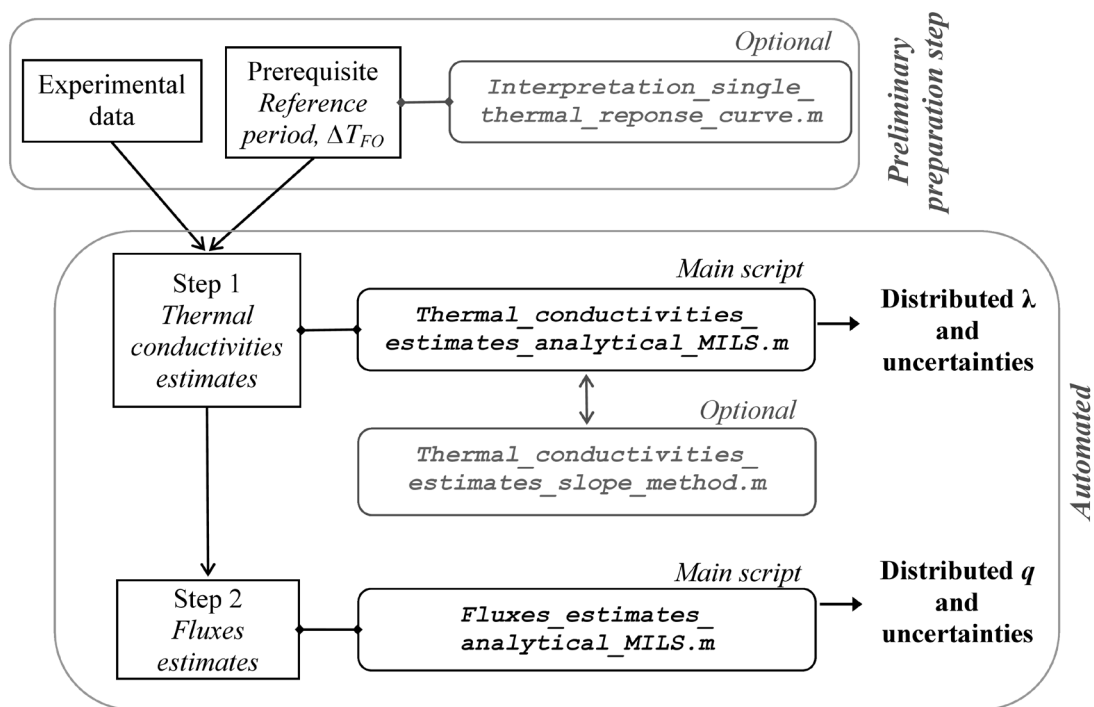 Optional
Experimental
data
Prerequisite
Reference
period, ΔT_FO
Interpretation_single_
thermal_reponse_curve.m
Preliminary
preparation step
Step 1
Thermal
conductivities
estimates
Main script
Thermal_conductivities_
estimates_analytical_MILS.m
Distributed λ
and
uncertainties
Optional
Thermal_conductivities_
estimates_slope_method.m
Automated
Step 2
Fluxes
estimates
Main script
Fluxes_estimates_
analytical_MILS.m
Distributed q
and
uncertainties